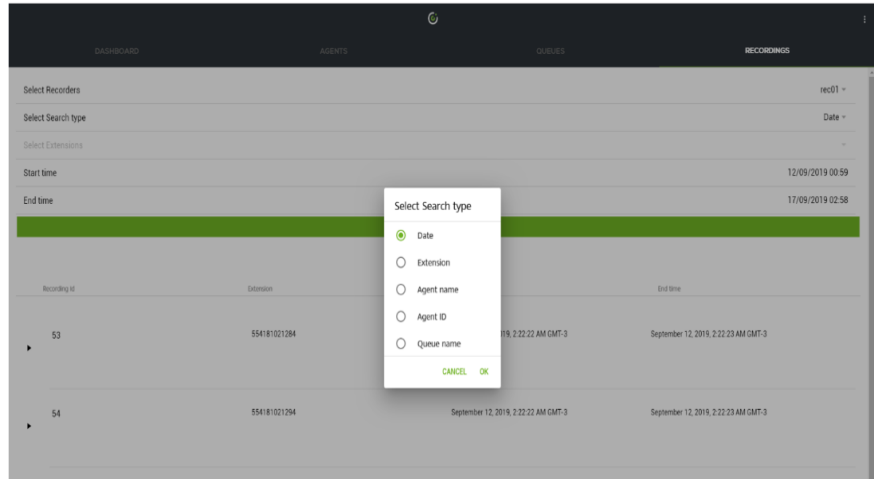 DASHBOARD AGENTS QUEUES RECORDINGS
Select Recorders rec01
Select Search type Date
Select Extensions
Start time 12/09/2019 00:59
End time 17/09/2019 02:58
Select Search type
Date
Extension
Agent name
Agent ID
Queue name
CANCEL OK
Recording Id Extension End time
53 554181021284 019, 2:22:22 AM GMT-3 September 12, 2019, 2:22:23 AM GMT-3
54 554181021294 September 12, 2019, 2:22:22 AM GMT-3 September 12, 2019, 2:22:23 AM GMT-3